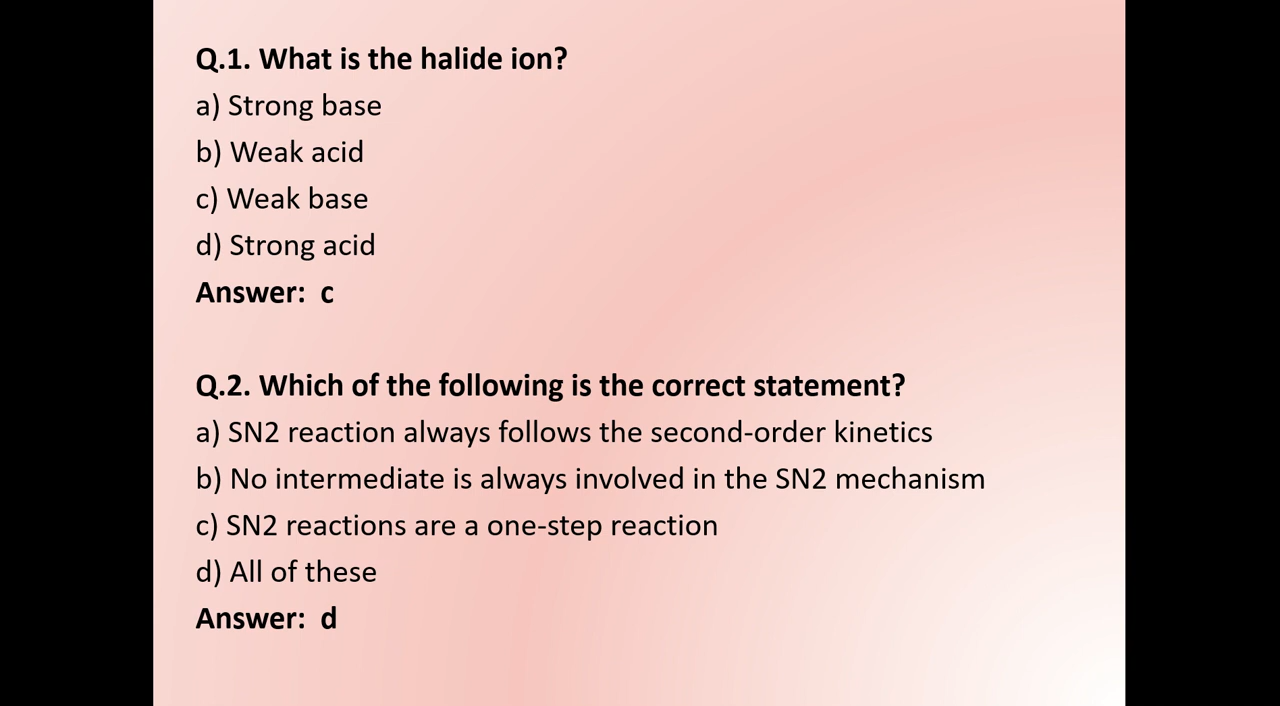 Q.1. What is the halide ion?
a) Strong base
b) Weak acid
c) Weak base
d) Strong acid
Answer:  c
Q.2. Which of the following is the correct statement?
a) SN2 reaction always follows the second-order kinetics
b) No intermediate is always involved in the SN2 mechanism
c) SN2 reactions are a one-step reaction
d) All of these
Answer:  d